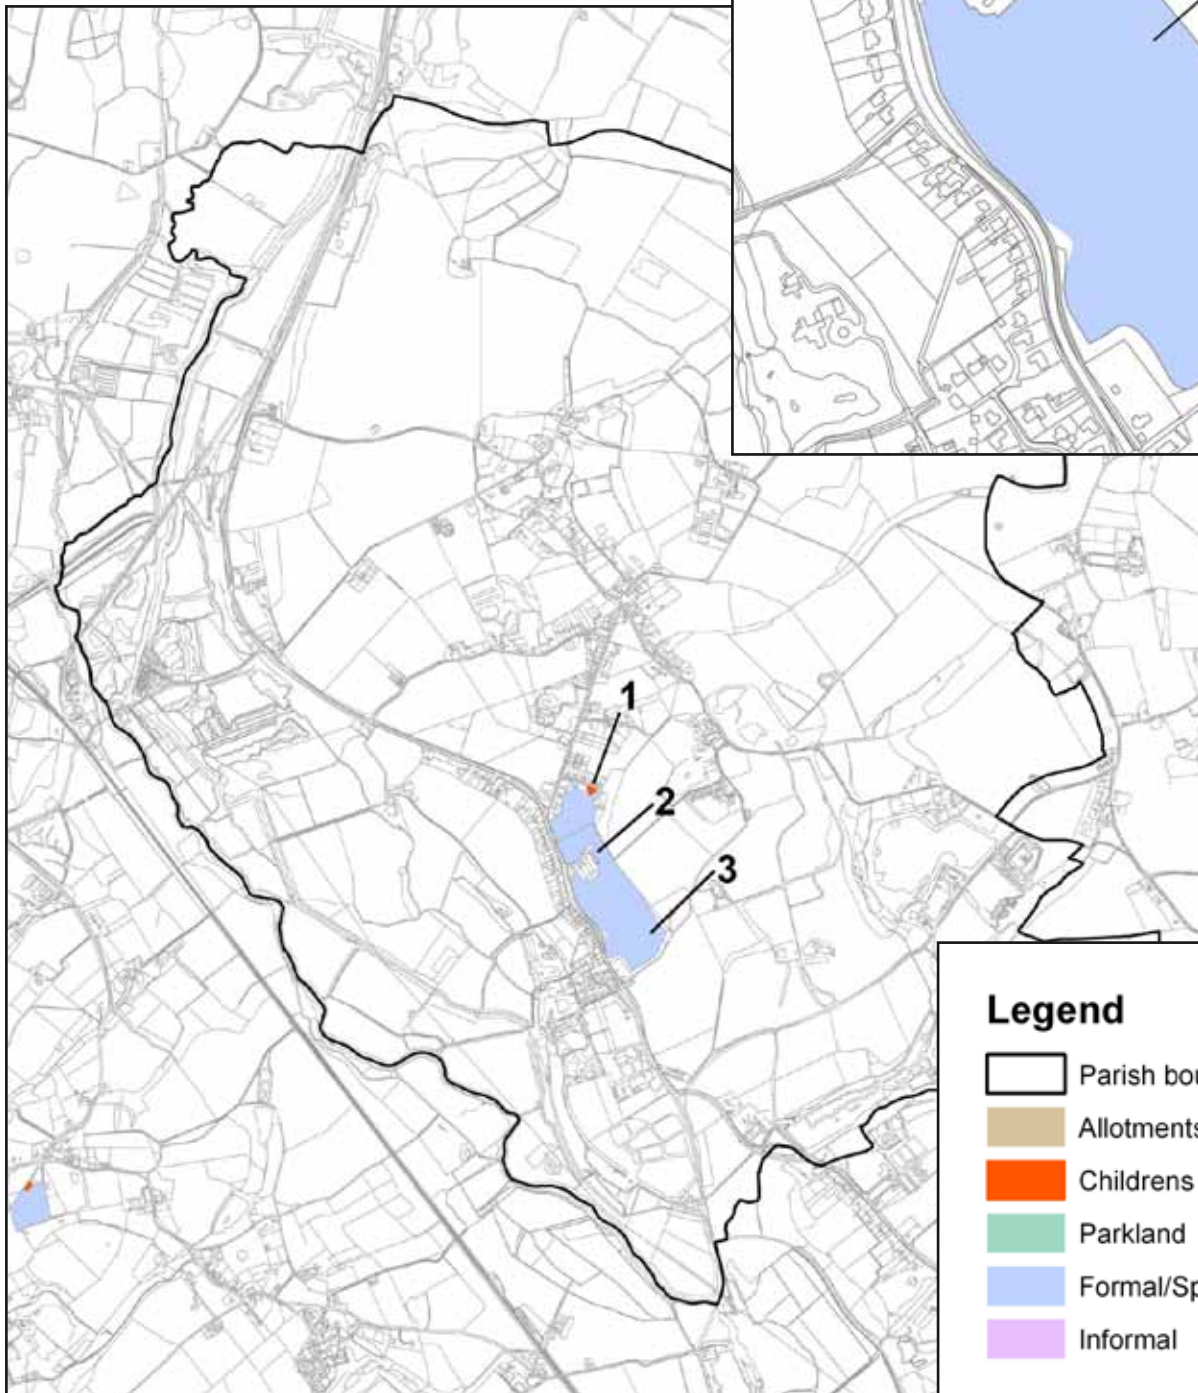 1
2
3
Legend
Parish bou
Allotments
Childrens
Parkland
Formal/Sp
Informal